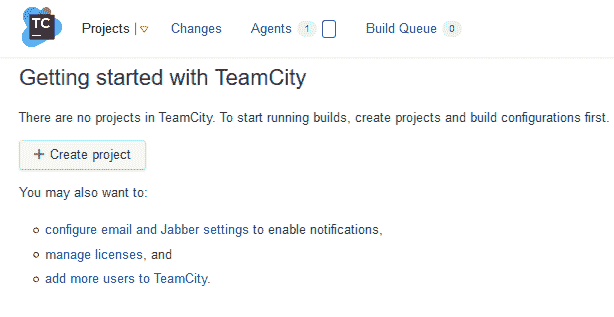 TC
Projects | Changes Agents 1 Build Queue 0
Getting started with TeamCity
There are no projects in TeamCity. To start running builds, create projects and build configurations first.
+ Create project
You may also want to:
configure email and Jabber settings to enable notifications,
manage licenses, and
add more users to TeamCity.